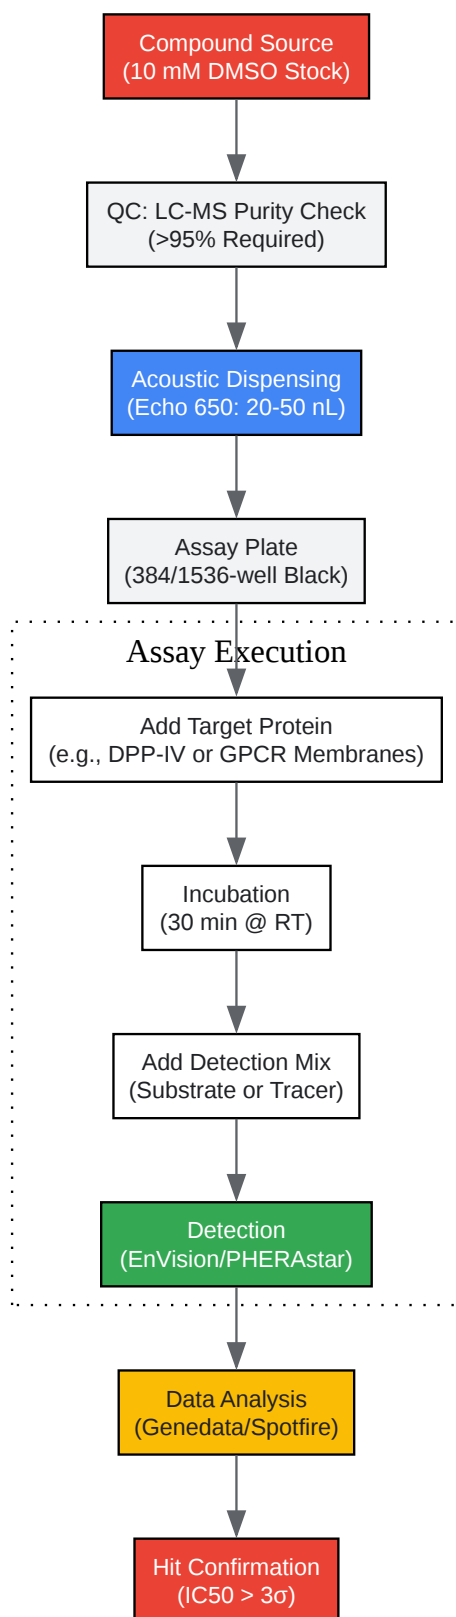 Compound Source
(10 mM DMSO Stock)
QC: LC-MS Purity Check
(>95% Required)
Acoustic Dispensing
(Echo 650: 20-50 nL)
Assay Plate
(384/1536-well Black)
Assay Execution
Add Target Protein
(e.g., DPP-IV or GPCR Membranes)
Incubation
(30 min @ RT)
Add Detection Mix
(Substrate or Tracer)
Detection
(EnVision/PHERAstar)
Data Analysis
(Genedata/Spotfire)
Hit Confirmation
(IC50 > 3σ)